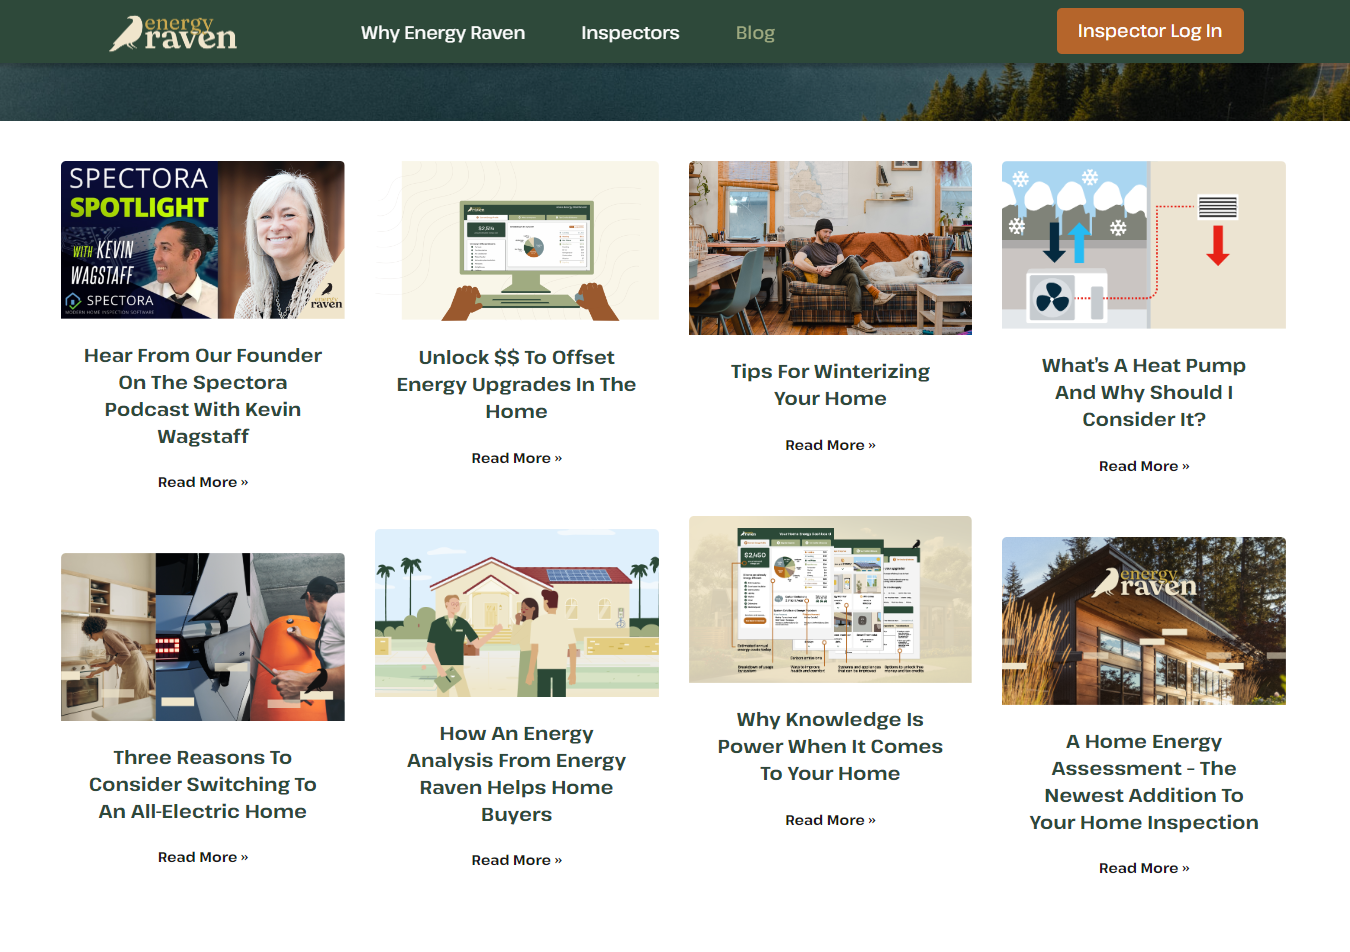 energy
raven
Why Energy Raven
Inspectors
Blog
Inspector Log In
SPECTORA
SPOTLIGHT
WITH KEVIN
WAGSTAFF
SPECTORA
MODERN HOME INSPECTION SOFTWARE
energy
raven
Hear From Our Founder
On The Spectora
Podcast With Kevin
Wagstaff
Read More »
$2,514
Unlock $$ To Offset
Energy Upgrades In The
Home
Read More »
Tips For Winterizing
Your Home
Read More »
What's A Heat Pump
And Why Should I
Consider It?
Read More »
Three Reasons To
Consider Switching To
An All-Electric Home
Read More »
How An Energy
Analysis From Energy
Raven Helps Home
Buyers
Read More »
$2,450
Why Knowledge Is
Power When It Comes
To Your Home
Read More »
energy
raven
A Home Energy
Assessment – The
Newest Addition To
Your Home Inspection
Read More »